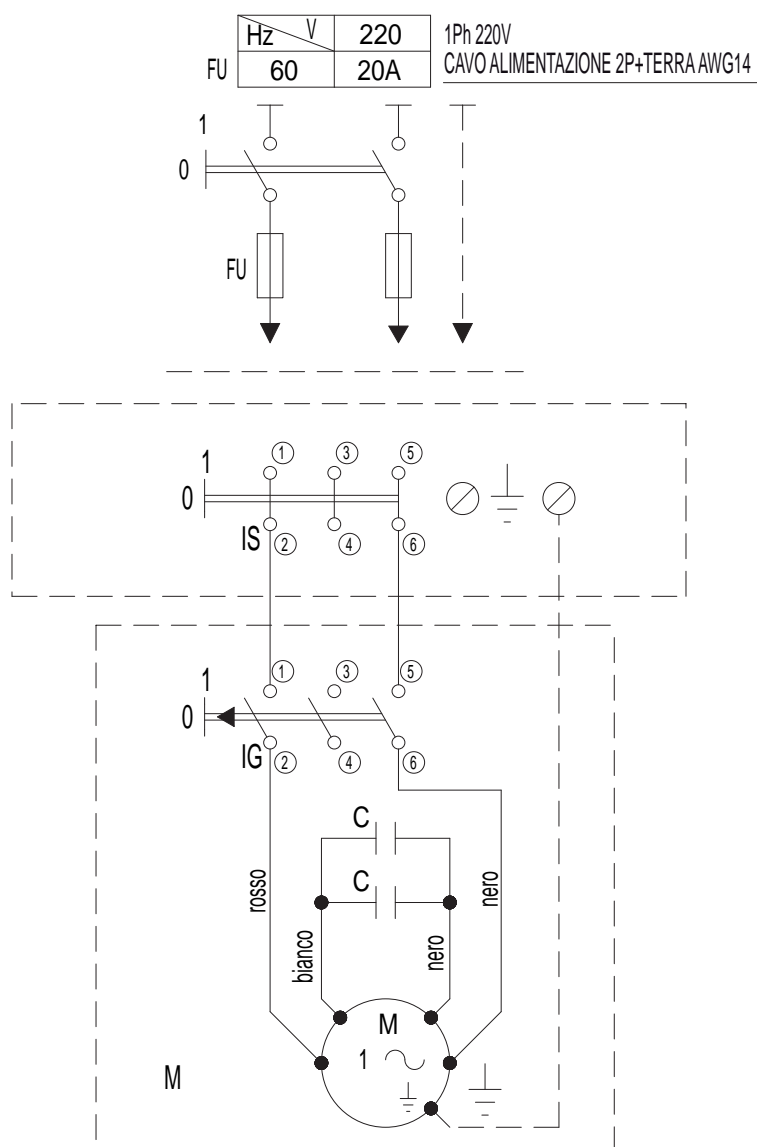 Hz V 220 1Ph 220V
FU 60 20A CAVO ALIMENTAZIONE 2P+TERRA AWG14
1
0
FU
1 ① ③ ⑤
0
IS ② ④ ⑥
1 ① ③ ⑤
0
IG ② ④ ⑥
C
C
rosso
nero
bianco
nero
M
1
M